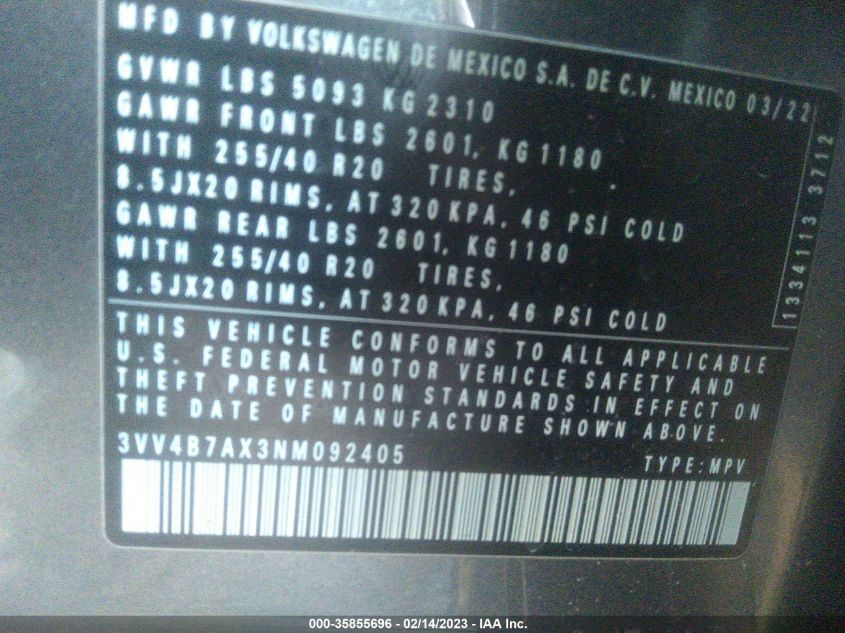 MFD BY VOLKSWAGEN DE MEXICO S.A. DE C.V. MEXICO 03/22
GVWR LBS 5093 KG 2310
GAWR FRONT LBS 2601, KG 1180
WITH 255/40 R20 TIRES,
8.5JX20 RIMS, AT 320 KPA, 46 PSI COLD
GAWR REAR LBS 2601, KG 1180
WITH 255/40 R20 TIRES,
8.5JX20 RIMS, AT 320 KPA, 46 PSI COLD
1334113 3712
THIS VEHICLE CONFORMS TO ALL APPLICABLE
U.S. FEDERAL MOTOR VEHICLE SAFETY AND
THEFT PREVENTION STANDARDS IN EFFECT ON
THE DATE OF MANUFACTURE SHOWN ABOVE.
3VV4B7AX3NM092405 TYPE:MPV
000-35855696 - 02/14/2023 - IAA Inc.